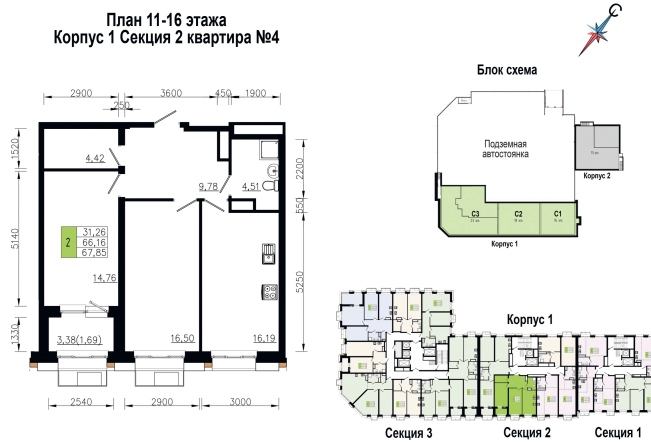 План 11-16 этажа
Корпус 1 Секция 2 квартира №4
С
Блок схема
2900
3600
450
1900
250
1520
5140
1330
2200
550
5250
4,42
9,78
4,51
2
31,26
66,16
67,85
14,76
3,38(1,69)
16,50
16,19
2540
2900
3000
Подземная
автостоянка
Корпус 2
С3
С2
С1
Корпус 1
Корпус 1
Секция 3
Секция 2
Секция 1